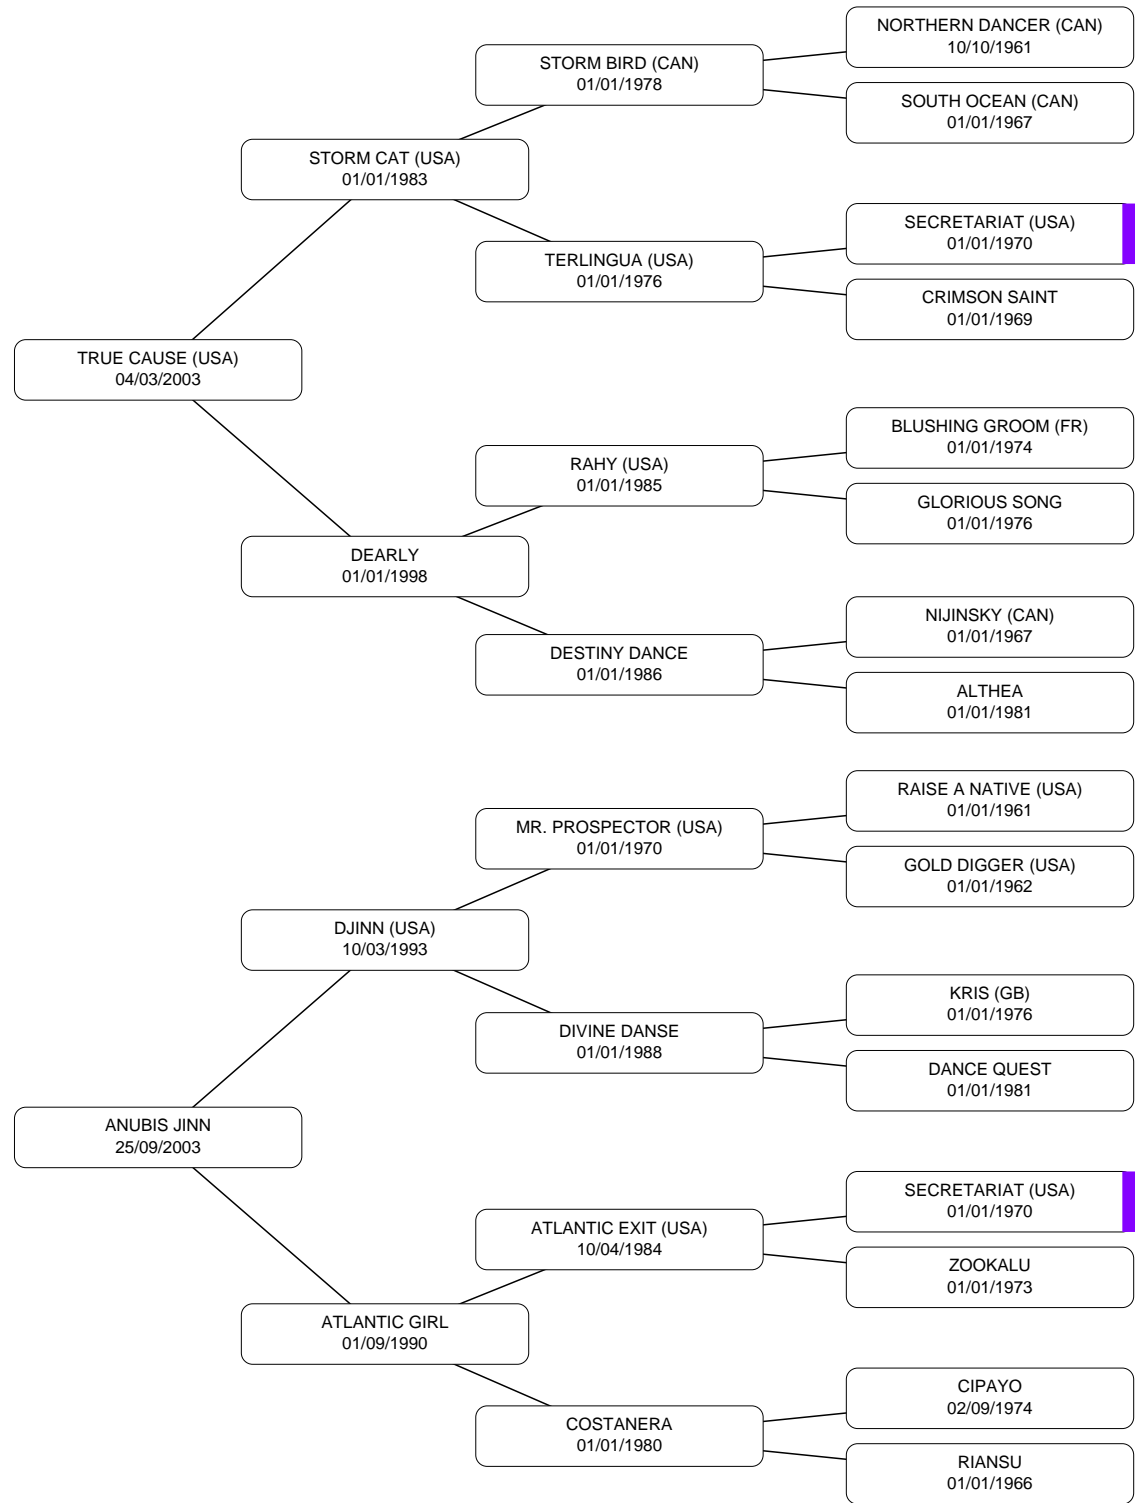 NORTHERN DANCER (CAN)
10/10/1961
STORM BIRD (CAN)
01/01/1978
SOUTH OCEAN (CAN)
01/01/1967
STORM CAT (USA)
01/01/1983
SECRETARIAT (USA)
01/01/1970
TERLINGUA (USA)
01/01/1976
CRIMSON SAINT
01/01/1969
TRUE CAUSE (USA)
04/03/2003
BLUSHING GROOM (FR)
01/01/1974
RAHY (USA)
01/01/1985
GLORIOUS SONG
01/01/1976
DEARLY
01/01/1998
NIJINSKY (CAN)
01/01/1967
DESTINY DANCE
01/01/1986
ALTHEA
01/01/1981
RAISE A NATIVE (USA)
01/01/1961
MR. PROSPECTOR (USA)
01/01/1970
GOLD DIGGER (USA)
01/01/1962
DJINN (USA)
10/03/1993
KRIS (GB)
01/01/1976
DIVINE DANSE
01/01/1988
DANCE QUEST
01/01/1981
ANUBIS JINN
25/09/2003
SECRETARIAT (USA)
01/01/1970
ATLANTIC EXIT (USA)
10/04/1984
ZOOKALU
01/01/1973
ATLANTIC GIRL
01/09/1990
CIPAYO
02/09/1974
COSTANERA
01/01/1980
RIANSU
01/01/1966